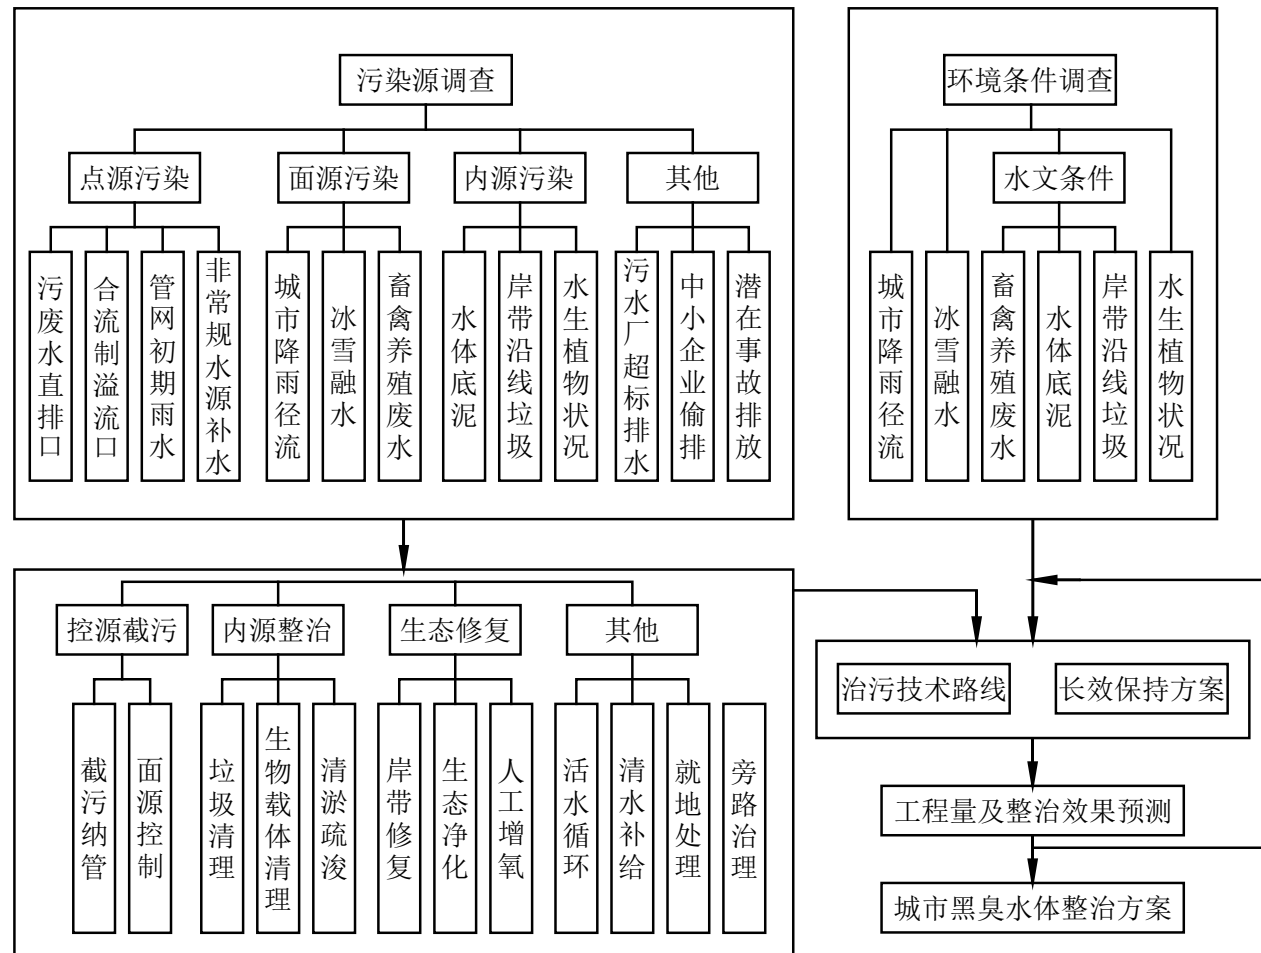 污染源调查
点源污染
面源污染
内源污染
其他
污废水直排口
合流制溢流口
管网初期雨水
非常规水源补水
城市降雨径流
冰雪融水
畜禽养殖废水
水体底泥
岸带沿线垃圾
水生植物状况
污水厂超标排水
中小企业偷排
潜在事故排放
环境条件调查
水文条件
城市降雨径流
冰雪融水
畜禽养殖废水
水体底泥
岸带沿线垃圾
水生植物状况
控源截污
内源整治
生态修复
其他
截污纳管
面源控制
垃圾清理
生物载体清理
清淤疏浚
岸带修复
生态净化
人工增氧
活水循环
清水补给
就地处理
旁路治理
治污技术路线
长效保持方案
工程量及整治效果预测
城市黑臭水体整治方案